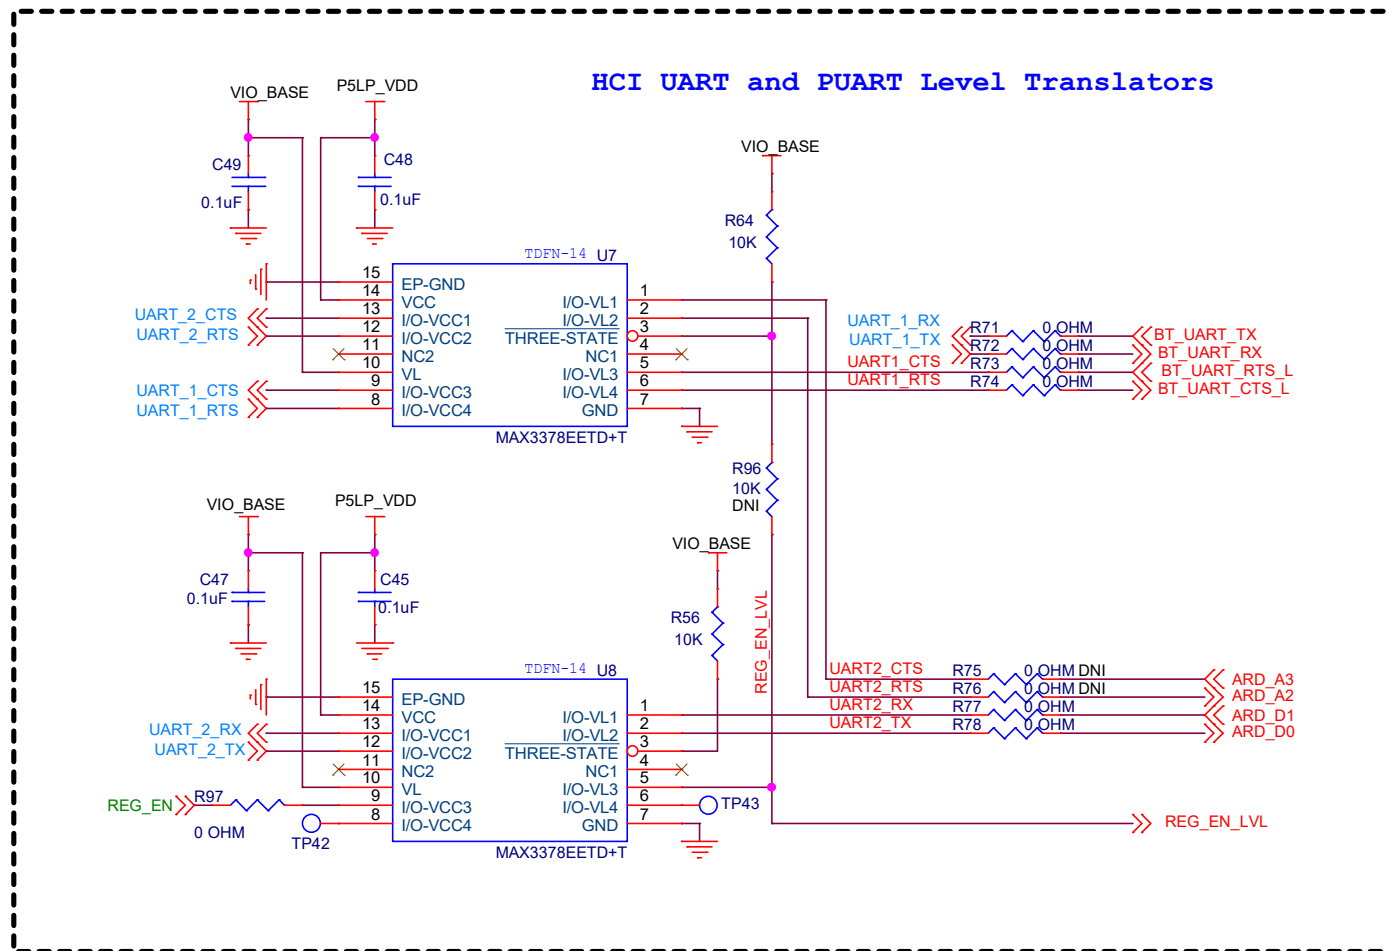 HCI UART and PUART Level Translators
VIO_BASE
P5LP_VDD
C49
0.1uF
C48
0.1uF
VIO_BASE
R64
10K
TDFN-14 U7
15 EP-GND
14 VCC
13 I/O-VCC1
12 I/O-VCC2
11 NC2
10 VL
9 I/O-VCC3
8 I/O-VCC4
I/O-VL1 1
I/O-VL2 2
THREE-STATE 3
NC1 4
I/O-VL3 5
I/O-VL4 6
GND 7
MAX3378EETD+T
UART_2_CTS
UART_2_RTS
UART_1_CTS
UART_1_RTS
UART_1_RX R71 0 OHM BT_UART_TX
UART_1_TX R72 0 OHM BT_UART_RX
UART1_CTS R73 0 OHM BT_UART_RTS_L
UART1_RTS R74 0 OHM BT_UART_CTS_L
R96
10K
DNI
VIO_BASE
P5LP_VDD
C47
0.1uF
C45
0.1uF
VIO_BASE
R56
10K
REG_EN_LVL
TDFN-14 U8
15 EP-GND
14 VCC
13 I/O-VCC1
12 I/O-VCC2
11 NC2
10 VL
9 I/O-VCC3
8 I/O-VCC4
I/O-VL1 1
I/O-VL2 2
THREE-STATE 3
NC1 4
I/O-VL3 5
I/O-VL4 6
GND 7
MAX3378EETD+T
UART_2_RX
UART_2_TX
REG_EN R97
0 OHM
TP42
TP43
UART2_CTS R75 0 OHM DNI ARD_A3
UART2_RTS R76 0 OHM DNI ARD_A2
UART2_RX R77 0 OHM ARD_D1
UART2_TX R78 0 OHM ARD_D0
REG_EN_LVL